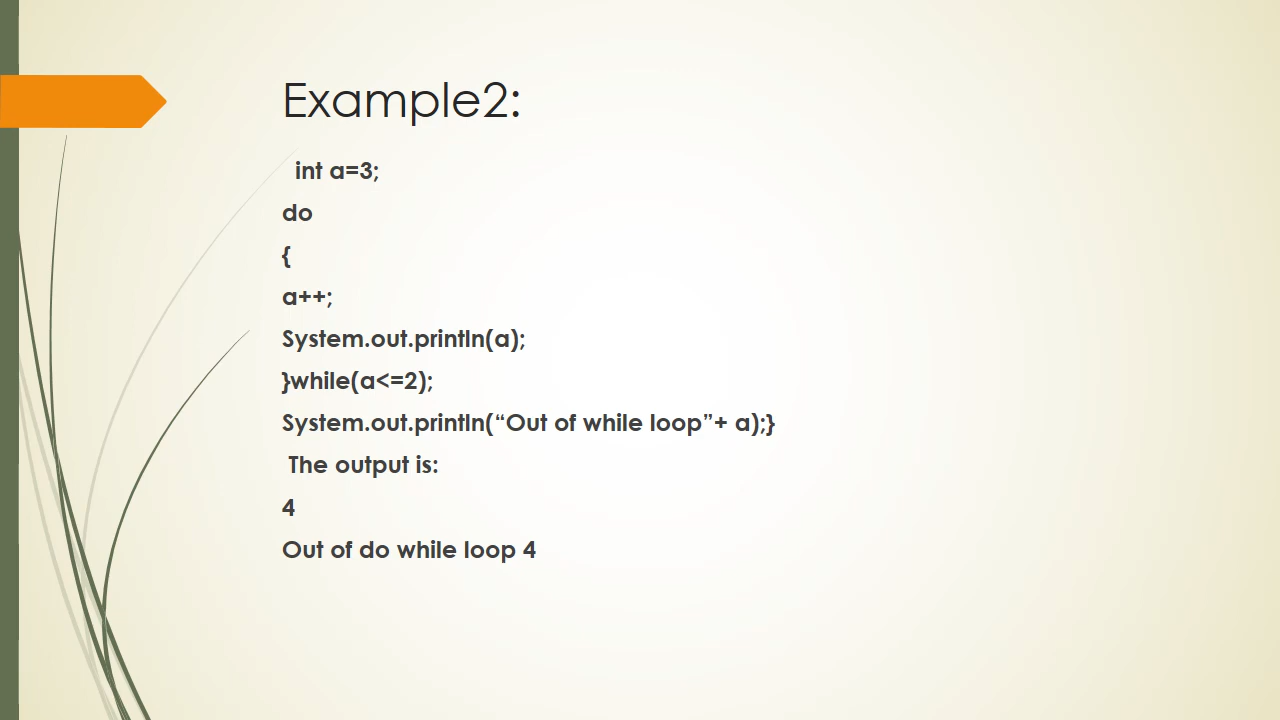 Example2:
int a=3;
do
{
a++;
System.out.println(a);
}while(a<=2);
System.out.println(“Out of while loop”+ a);}
The output is:
4
Out of do while loop 4